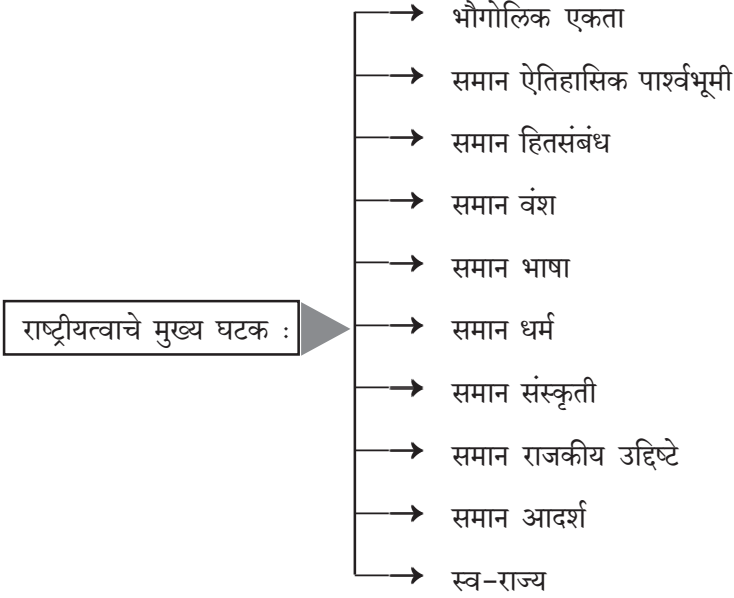 भौगोलिक एकता
समान ऐतिहासिक पार्श्वभूमी
समान हितसंबंध
समान वंश
समान भाषा
राष्ट्रीयत्वाचे मुख्य घटक :
समान धर्म
समान संस्कृती
समान राजकीय उद्दिष्टे
समान आदर्श
स्व-राज्य